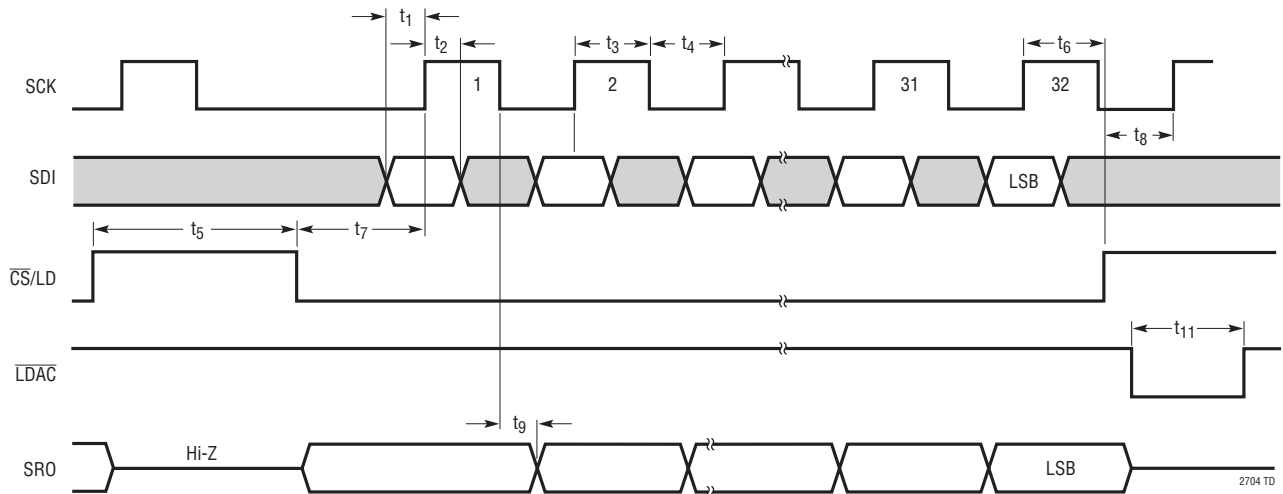 t1
t2
t3
t4
t6
SCK
1
2
31
32
t8
SDI
LSB
t5
t7
CS/LD
t11
LDAC
t9
Hi-Z
SRO
LSB
2704 TD